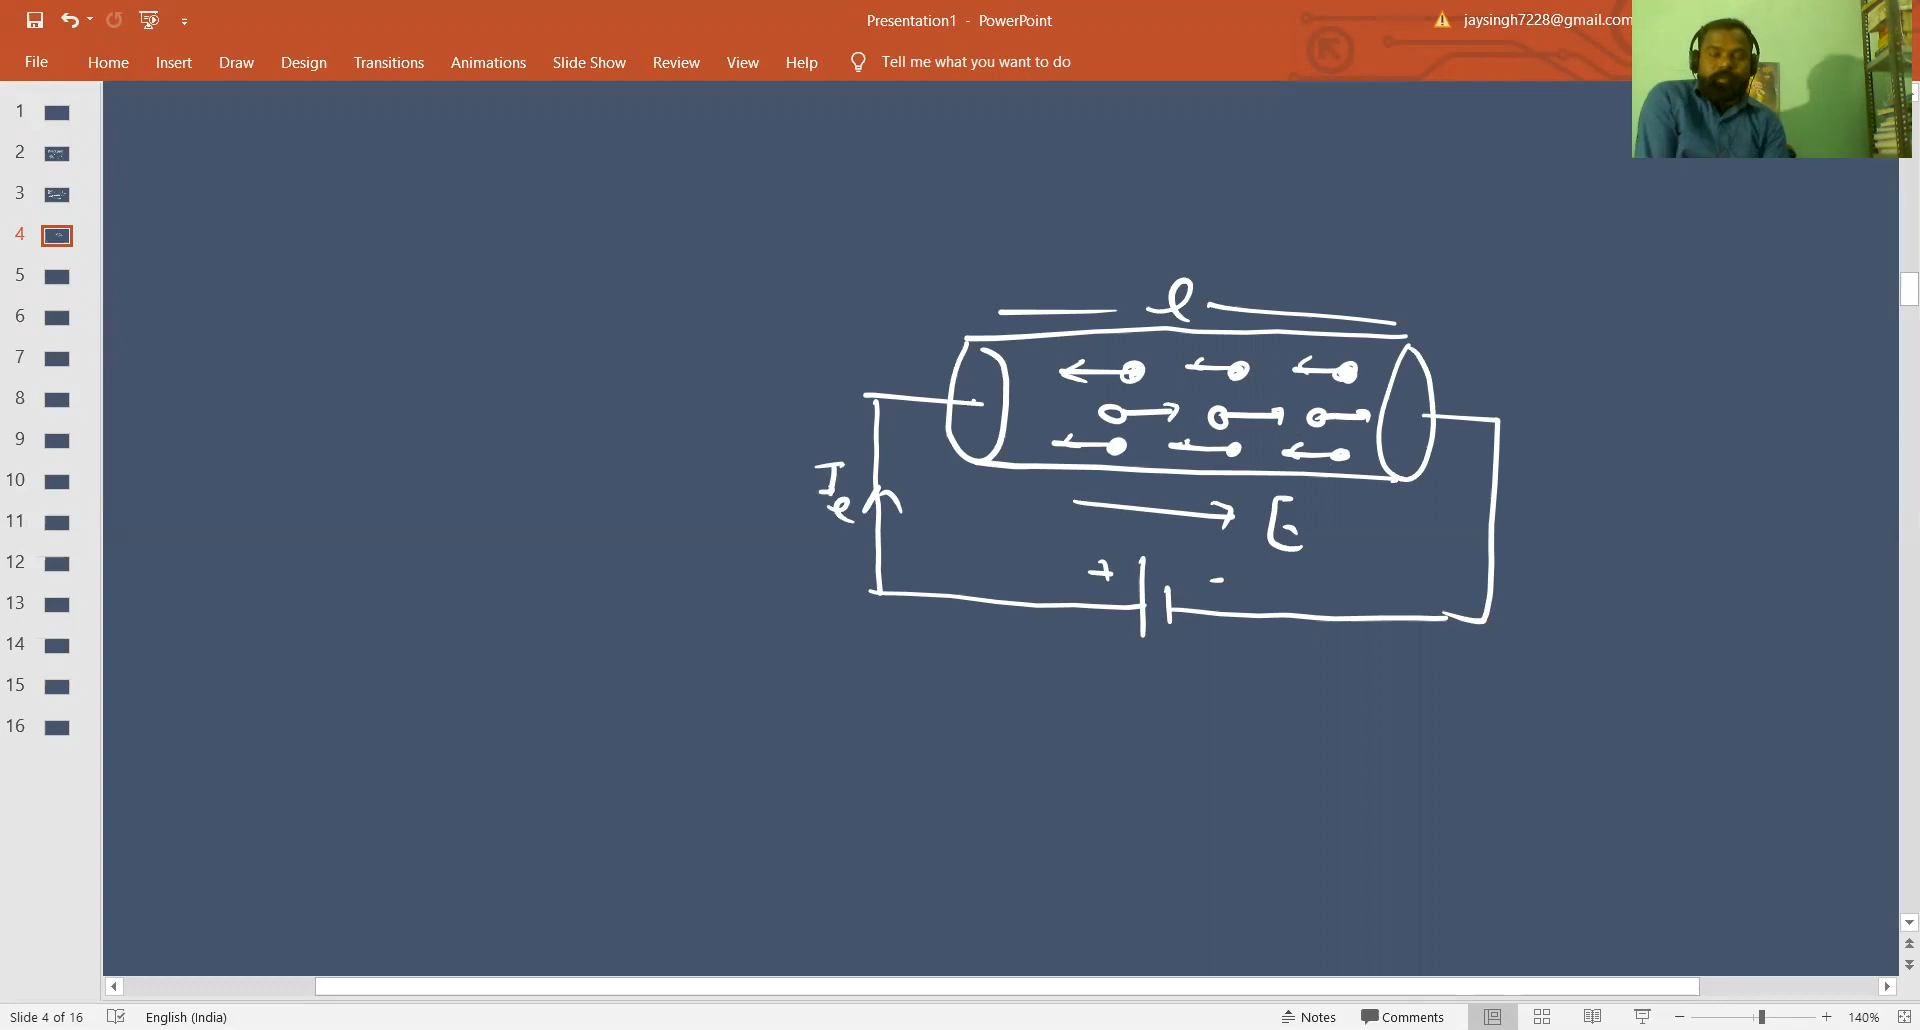 Presentation1 - PowerPoint
jaysingh7228@gmail.com
File Home Insert Draw Design Transitions Animations Slide Show Review View Help Tell me what you want to do
1
2
3
4
5
6
7
8
9
10
11
12
13
14
15
16
l
I e
E
+ -
Slide 4 of 16 English (India) Notes Comments 140%